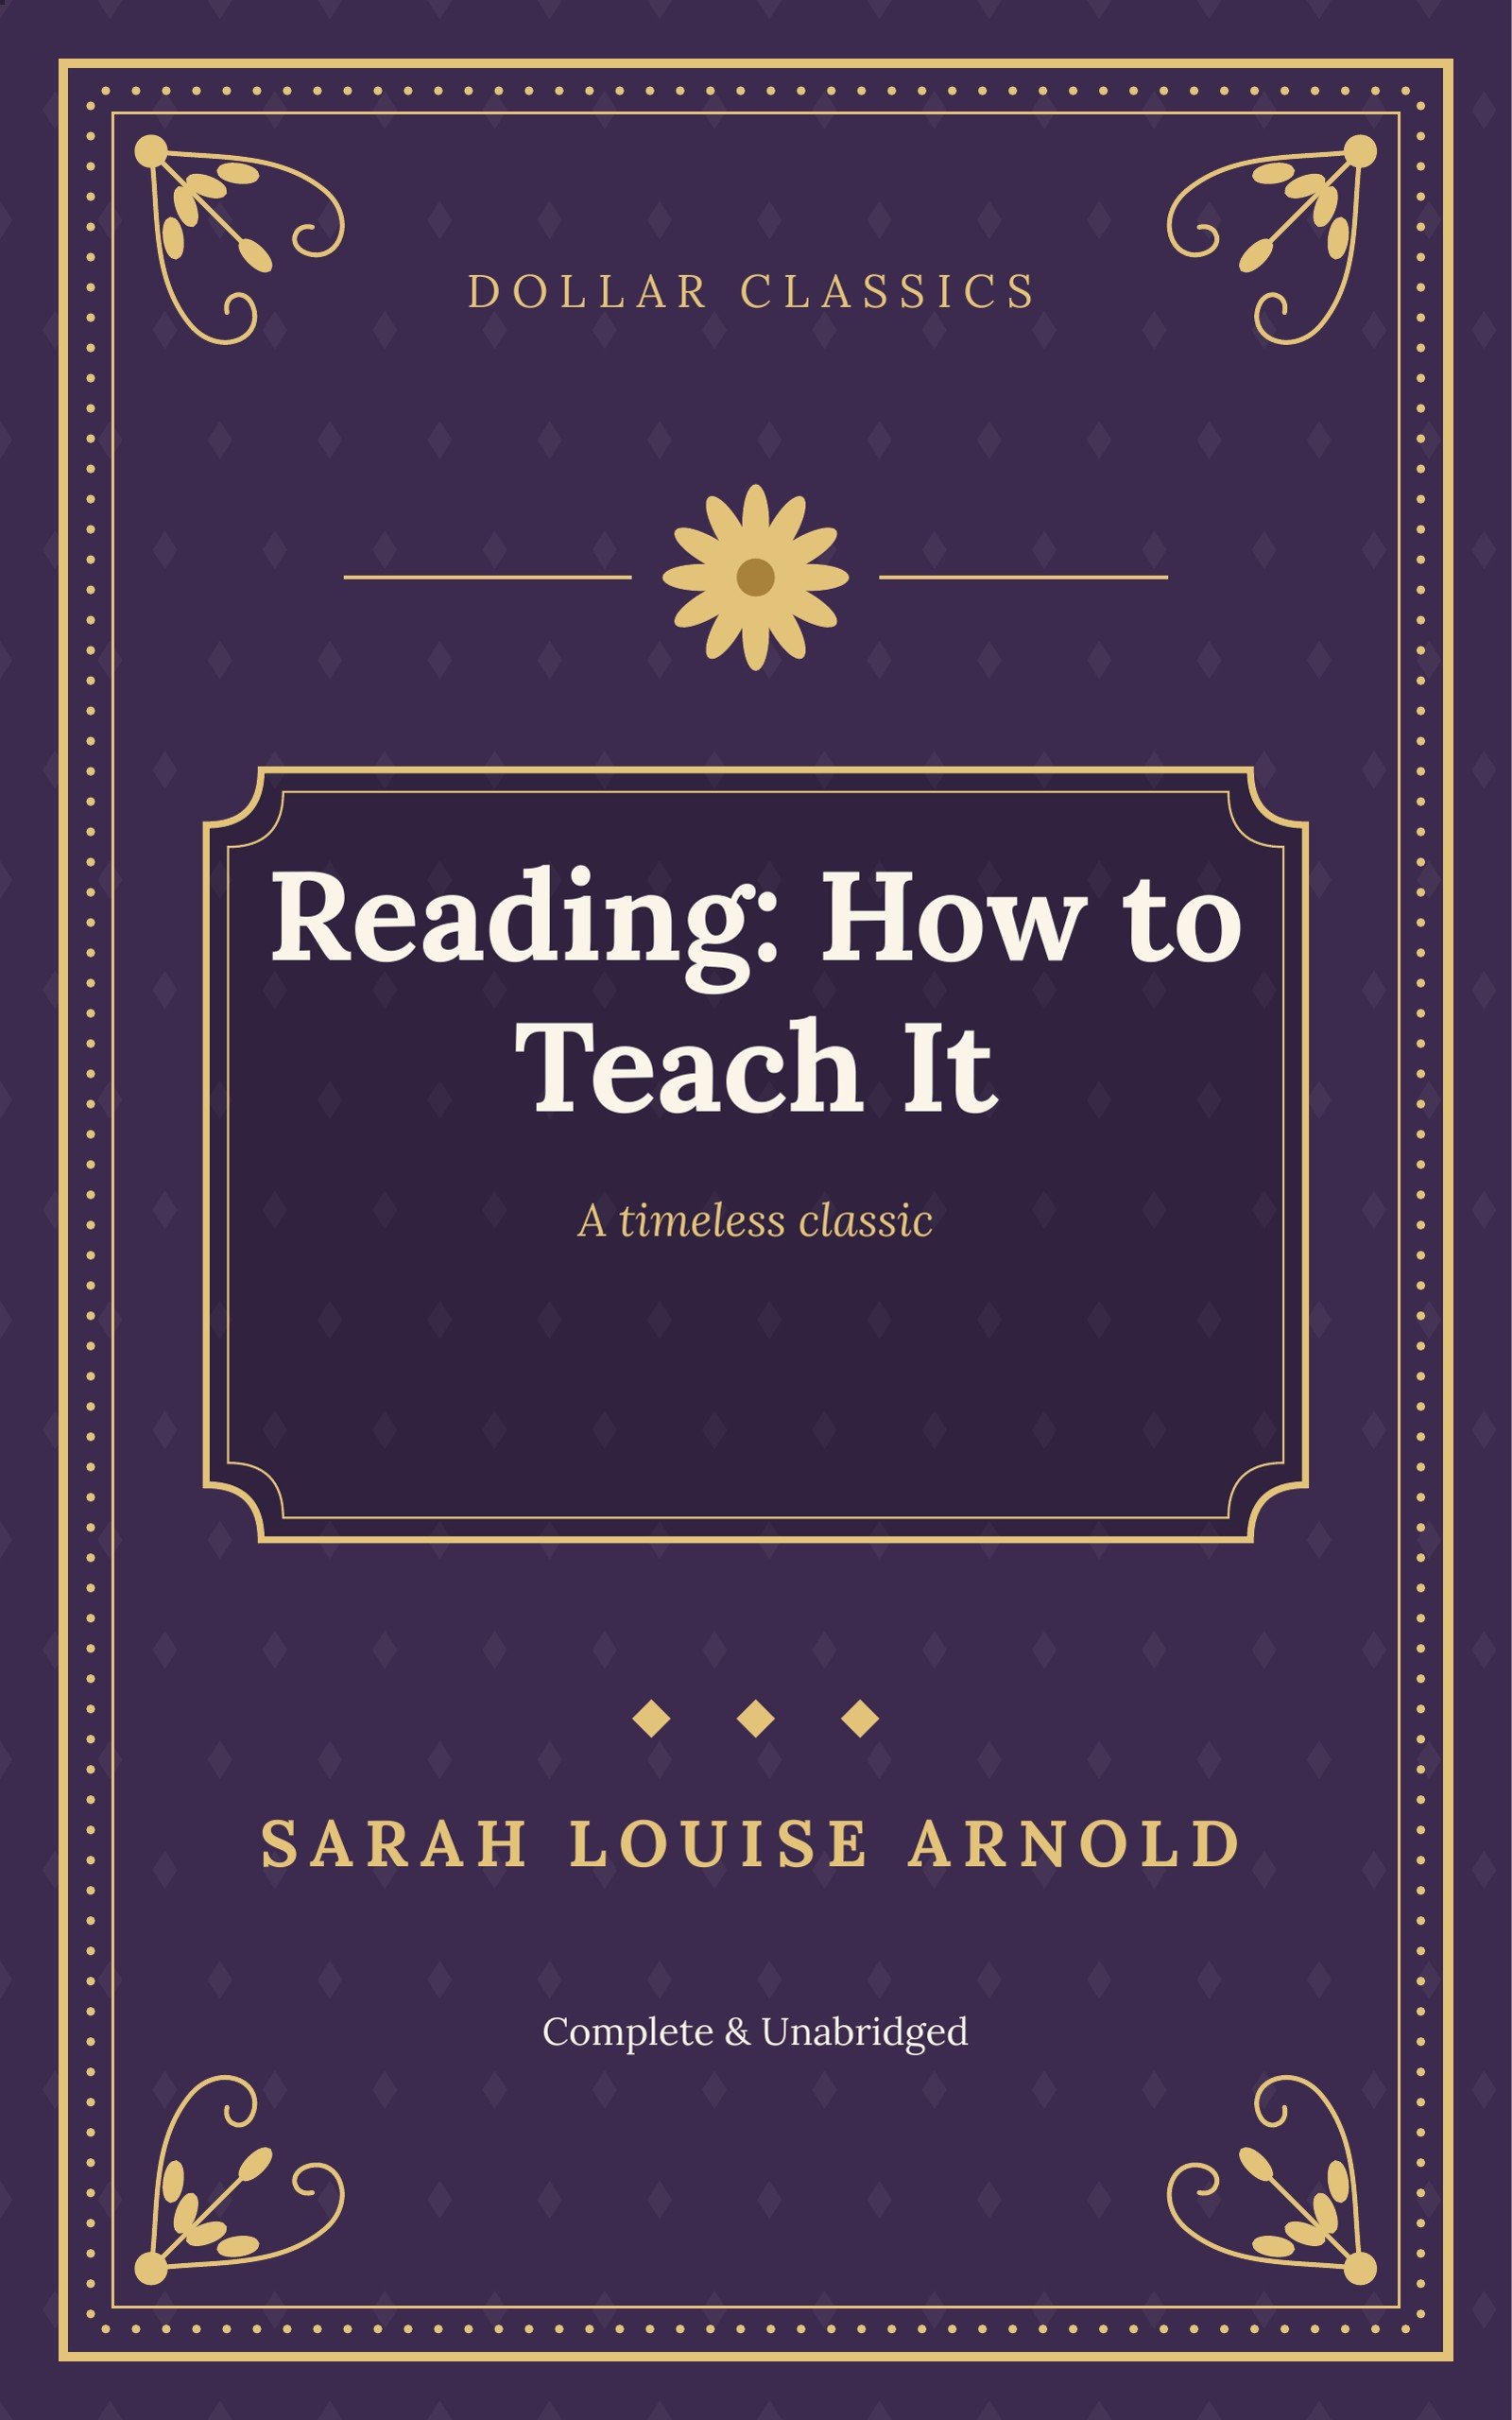 DOLLAR CLASSICS
Reading: How to
Teach It
A timeless classic
SARAH LOUISE ARNOLD
Complete & Unabridged